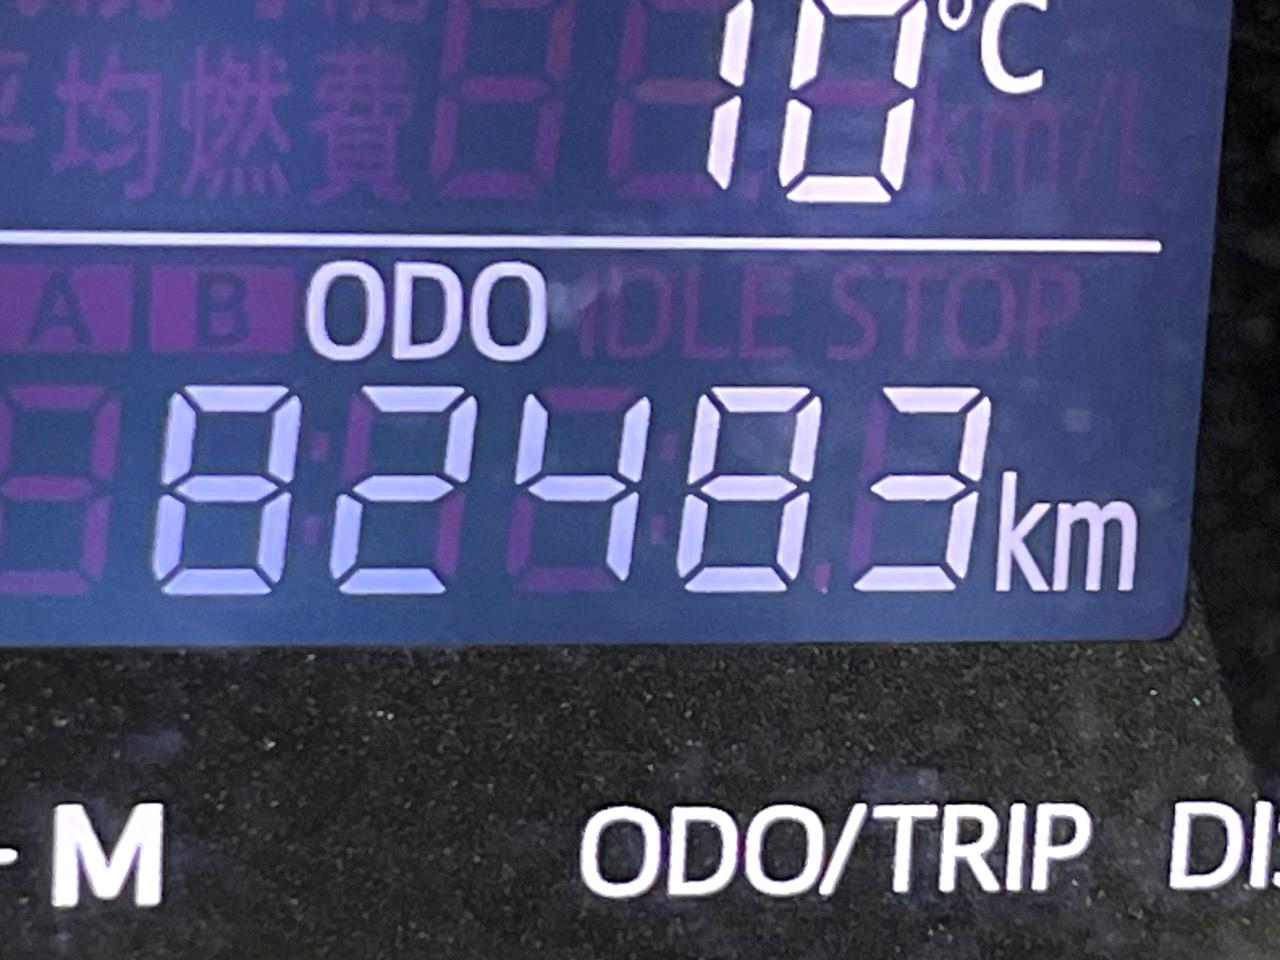 10°C
平均燃費 km/L
A B ODO IDLE STOP
82483km
M ODO/TRIP